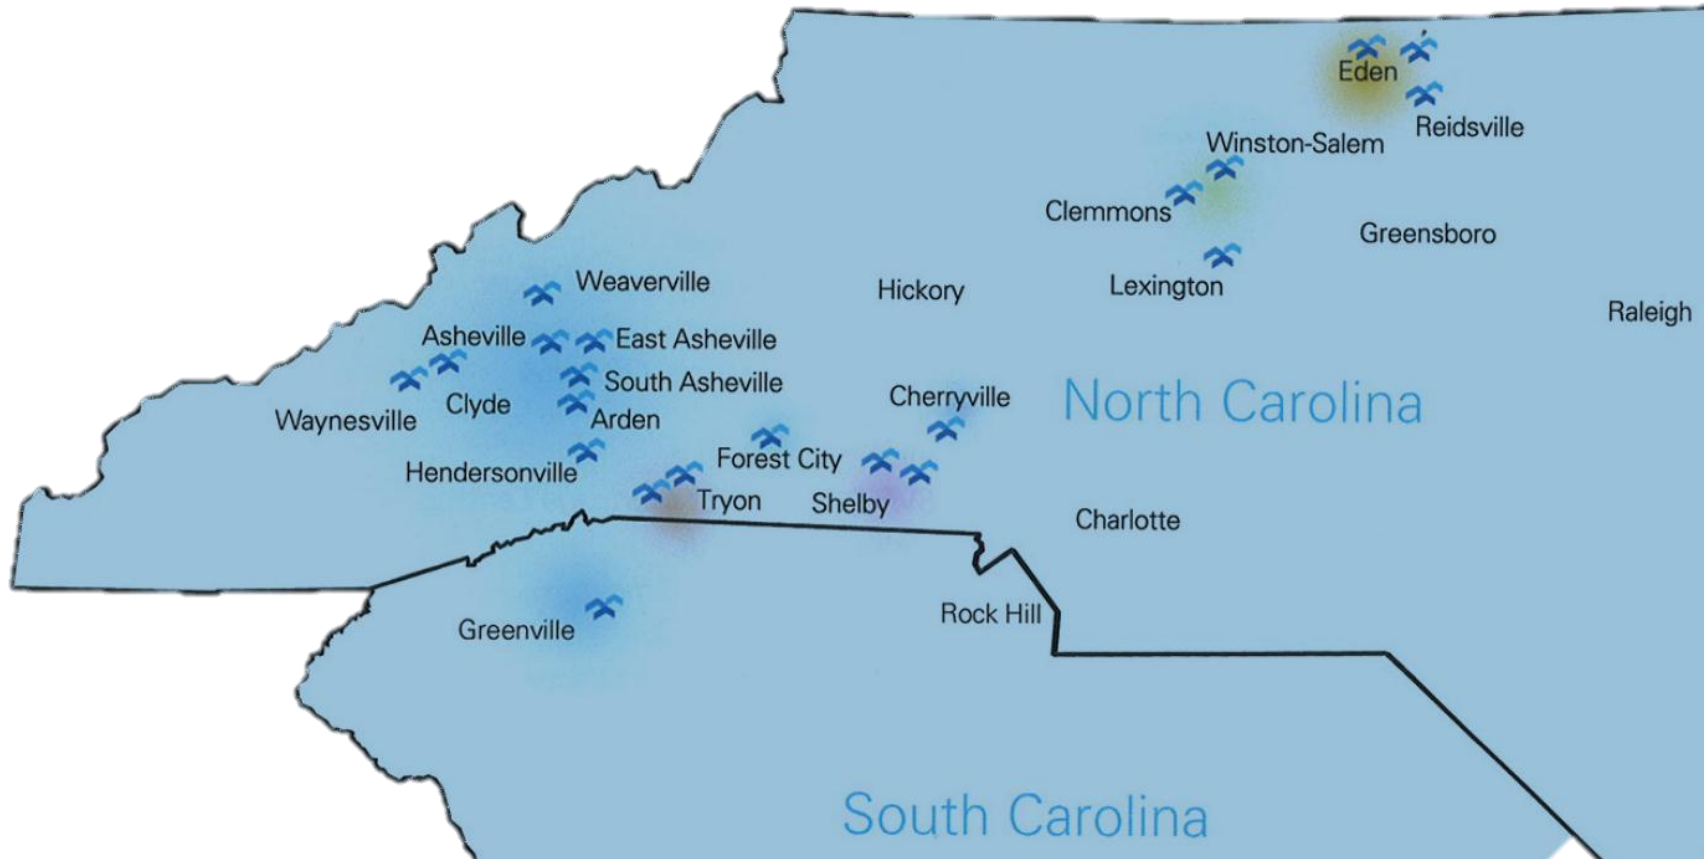 Eden
Reidsville
Winston-Salem
Clemmons
Greensboro
Weaverville
Hickory
Lexington
Raleigh
Asheville
East Asheville
South Asheville
Clyde
Cherryville
North Carolina
Waynesville
Arden
Hendersonville
Forest City
Tryon
Shelby
Charlotte
Rock Hill
Greenville
South Carolina